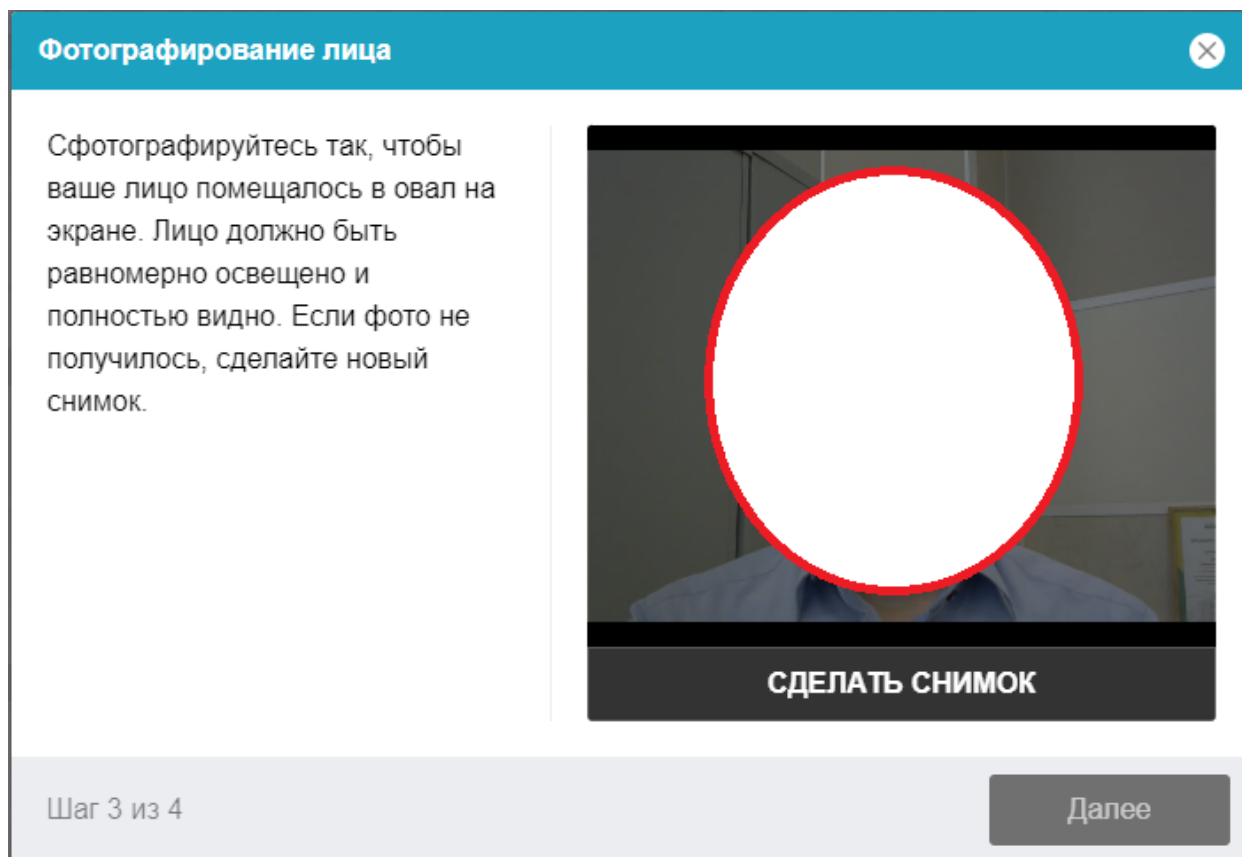 Фотографирование лица
Сфотографируйтесь так, чтобы
ваше лицо помещалось в овал на
экране. Лицо должно быть
равномерно освещено и
полностью видно. Если фото не
получилось, сделайте новый
снимок.
СДЕЛАТЬ СНИМОК
Шаг 3 из 4
Далее